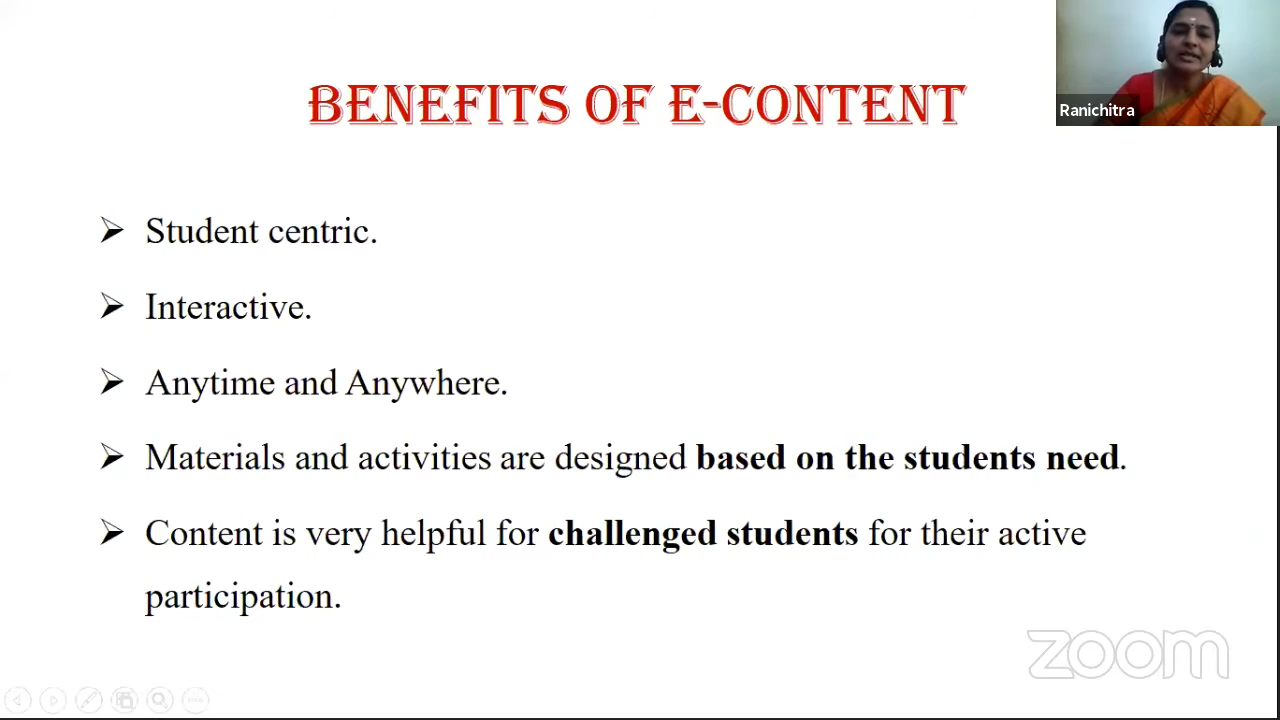 Ranichitra
BENEFITS OF E-CONTENT
➢ Student centric.
➢ Interactive.
➢ Anytime and Anywhere.
➢ Materials and activities are designed based on the students need.
➢ Content is very helpful for challenged students for their active
participation.
zoom